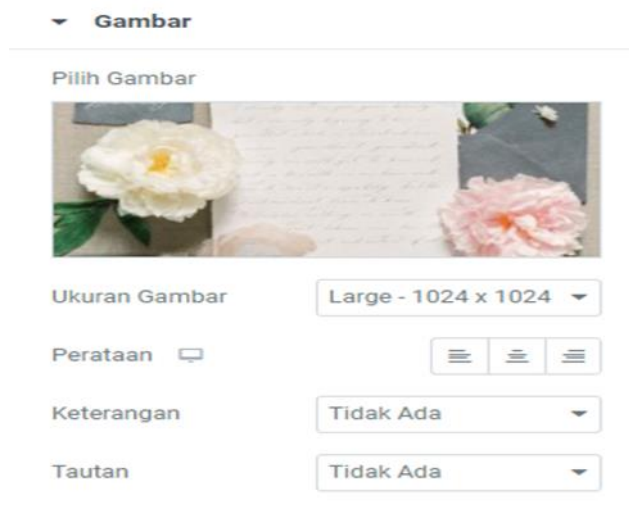 Gambar
Pilih Gambar
Ukuran Gambar Large - 1024 x 1024
Perataan
Keterangan Tidak Ada
Tautan Tidak Ada